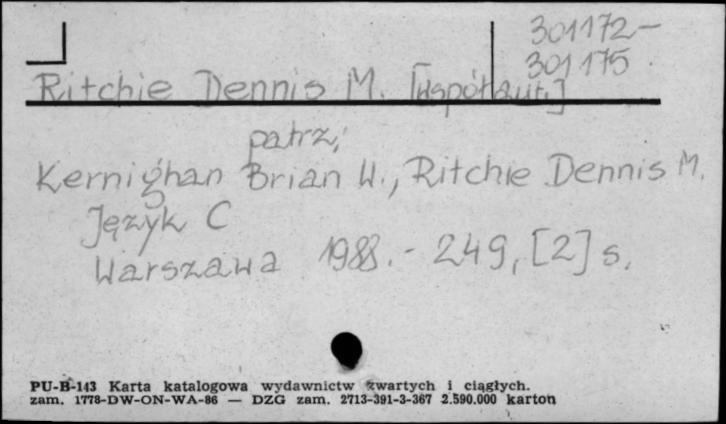 301172-
301175
Ritchie Dennis M. [współaut.]
patrz:
Kernighan Brian W., Ritchie Dennis M.
Język C
Warszawa 1988.- 249, [2] s.
PU-B-143 Karta katalogowa wydawnictw zwartych i ciągłych.
zam. 1778-DW-ON-WA-86 — DZG zam. 2713-391-3-367 2.590.000 karton